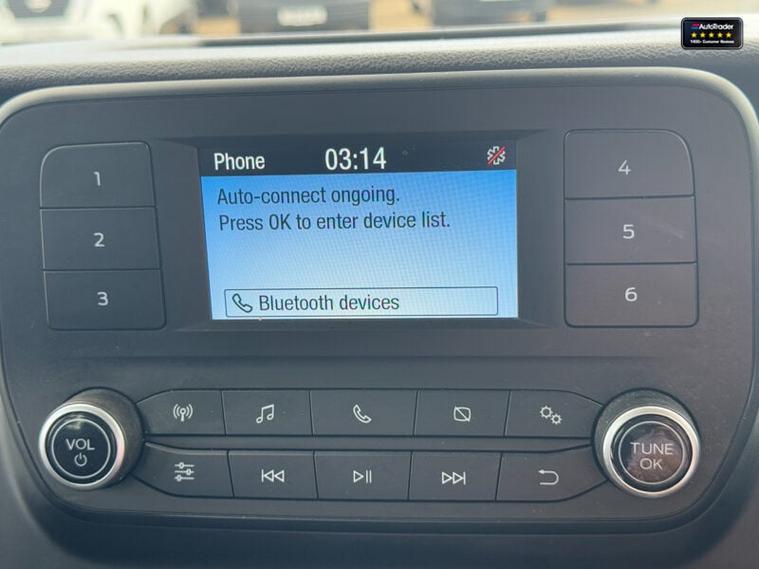 AutoTrader
Phone 03:14
Auto-connect ongoing.
Press OK to enter device list.
Bluetooth devices
1
2
3
4
5
6
VOL
TUNE
OK